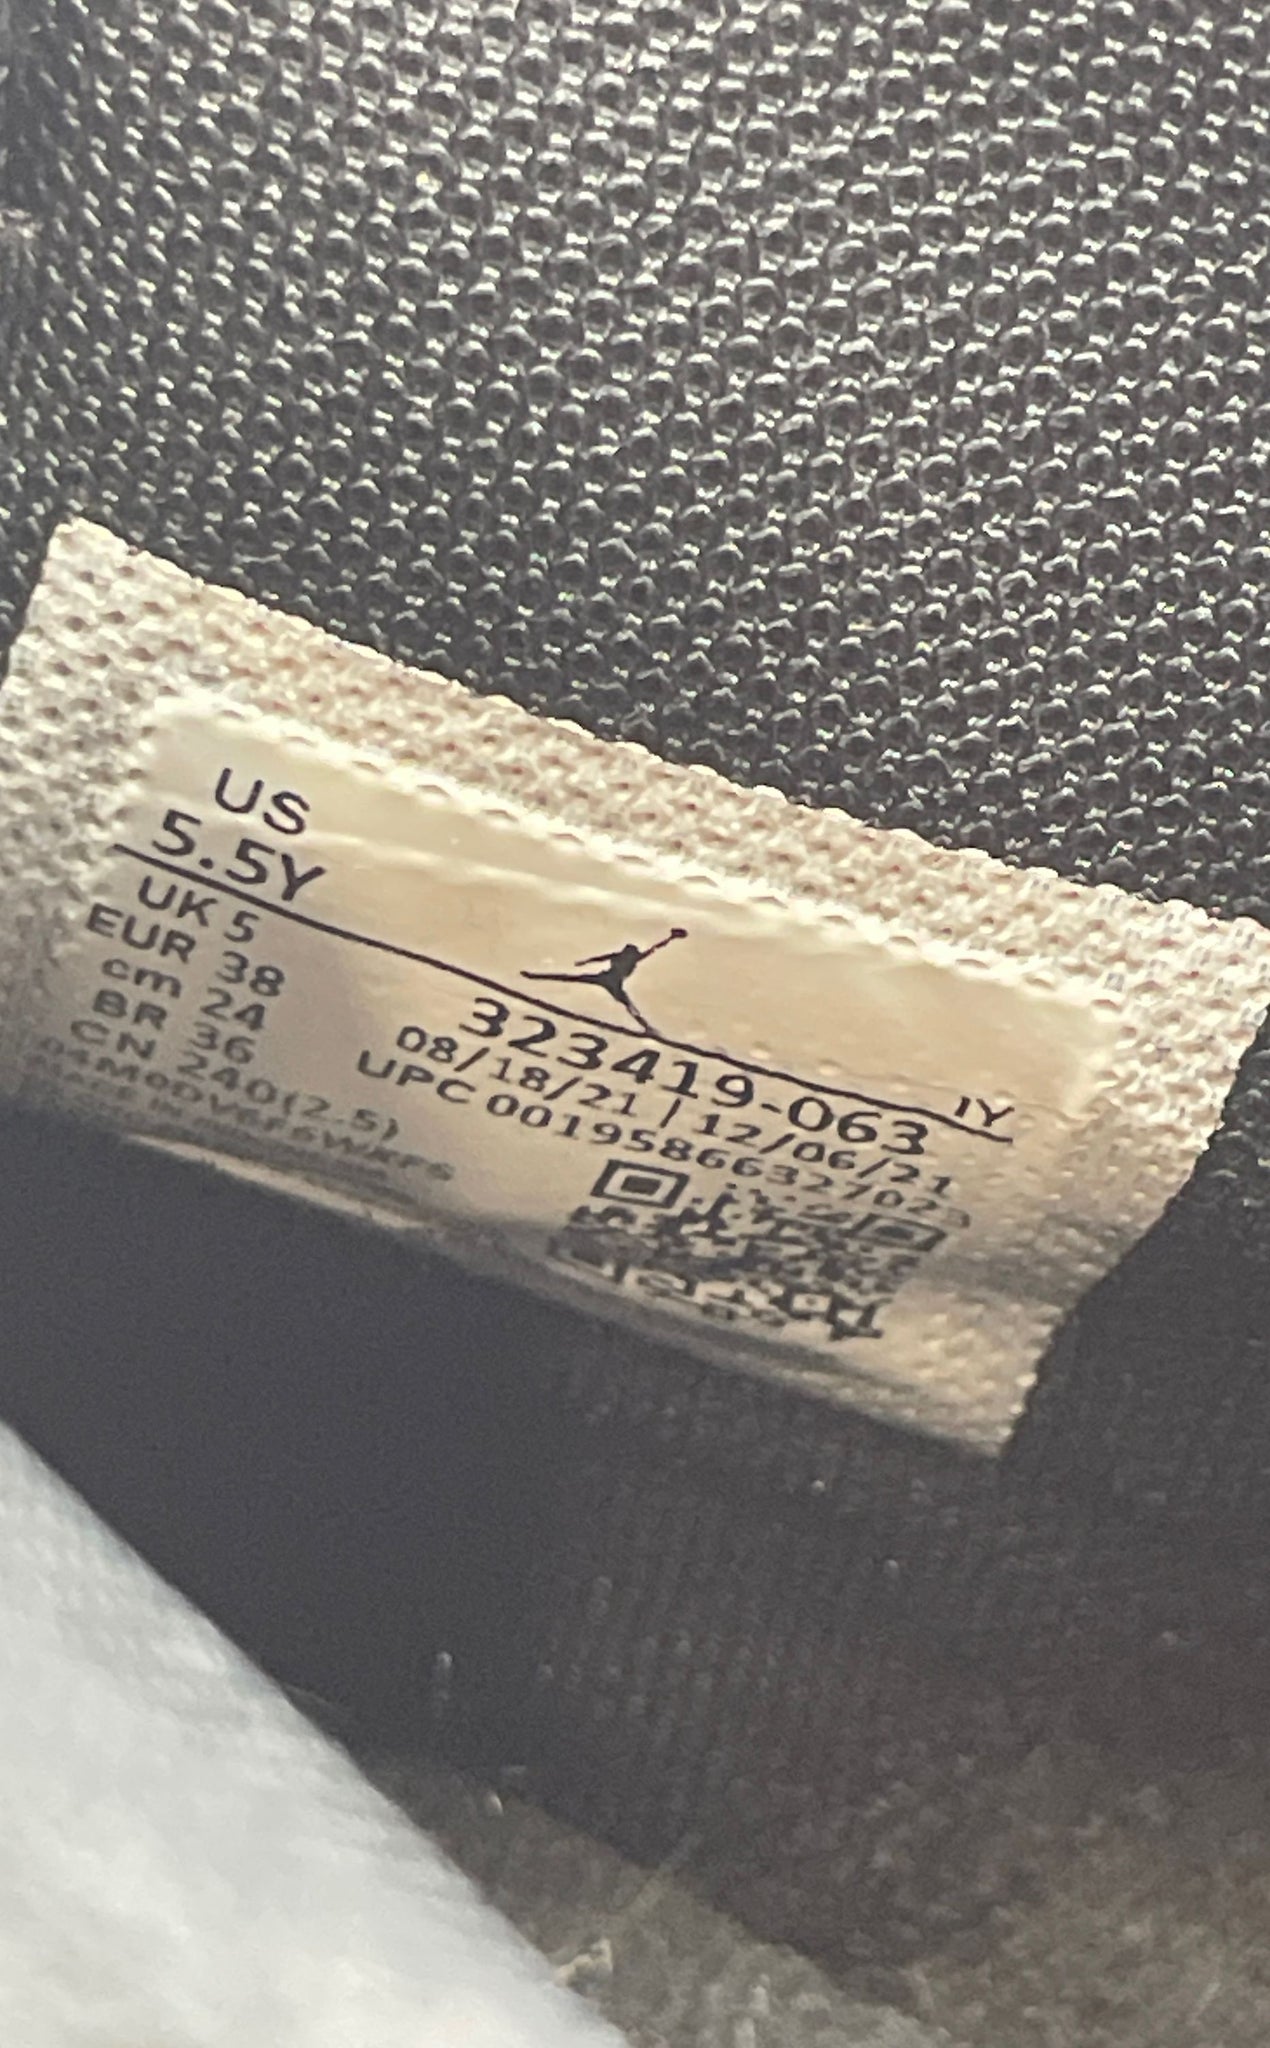 US
5.5Y
UK 5
EUR 38
cm 24
BR 36
CN 240(2.5)
323419-063
IY
08/18/21 | 12/06/21
UPC 00195866327023